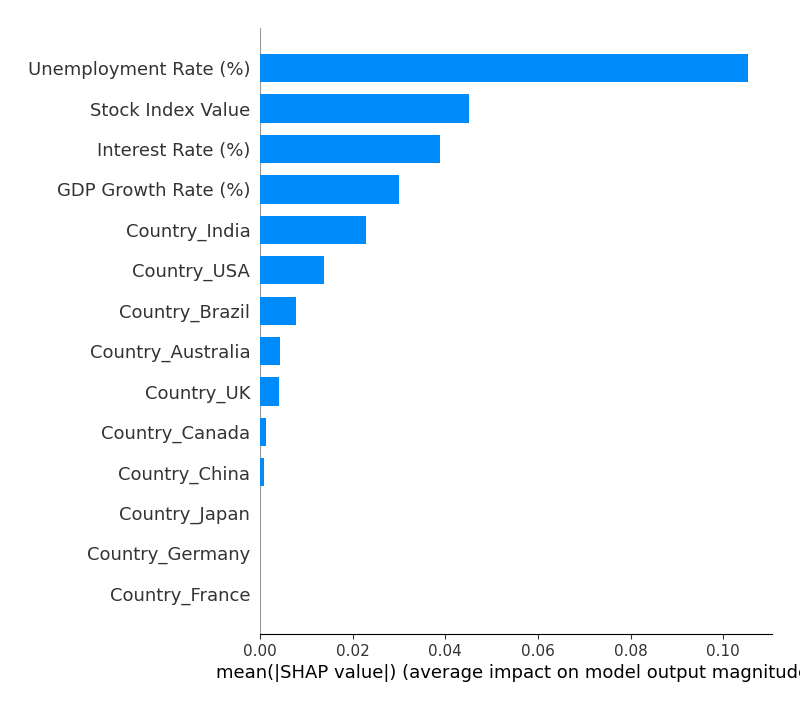 Unemployment Rate (%)
Stock Index Value
Interest Rate (%)
GDP Growth Rate (%)
Country_India
Country_USA
Country_Brazil
Country_Australia
Country_UK
Country_Canada
Country_China
Country_Japan
Country_Germany
Country_France
0.00 0.02 0.04 0.06 0.08 0.10
mean(|SHAP value|) (average impact on model output magnitude